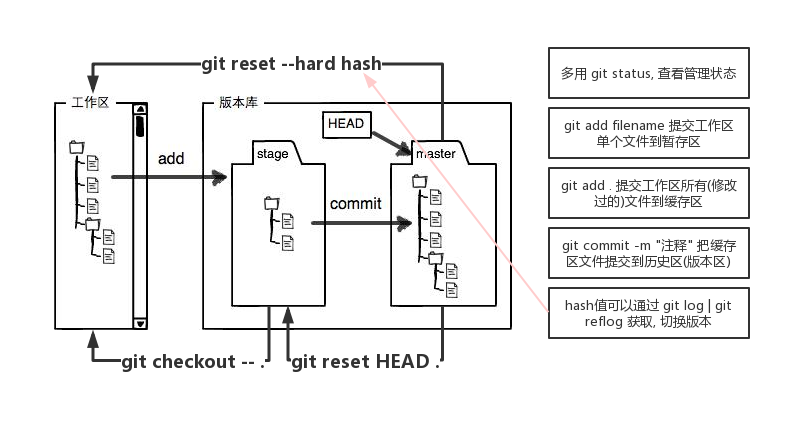 git reset --hard hash
工作区
版本库
HEAD
stage
master
add
commit
git checkout -- .
git reset HEAD .
多用 git status, 查看管理状态
git add filename 提交工作区
单个文件到暂存区
git add . 提交工作区所有(修改
过的)文件到缓存区
git commit -m "注释" 把缓存
区文件提交到历史区(版本区)
hash值可以通过 git log | git
reflog 获取, 切换版本